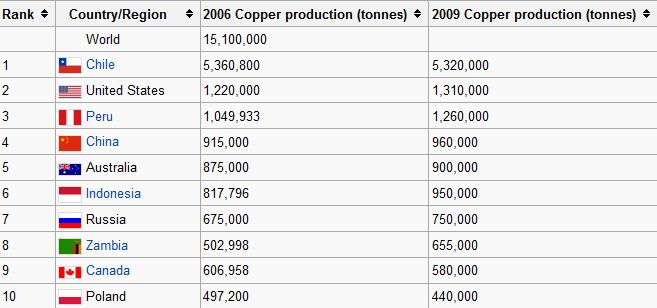 Rank Country/Region 2006 Copper production (tonnes) 2009 Copper production (tonnes)
World 15,100,000
1 Chile 5,360,800 5,320,000
2 United States 1,220,000 1,310,000
3 Peru 1,049,933 1,260,000
4 China 915,000 960,000
5 Australia 875,000 900,000
6 Indonesia 817,796 950,000
7 Russia 675,000 750,000
8 Zambia 502,998 655,000
9 Canada 606,958 580,000
10 Poland 497,200 440,000